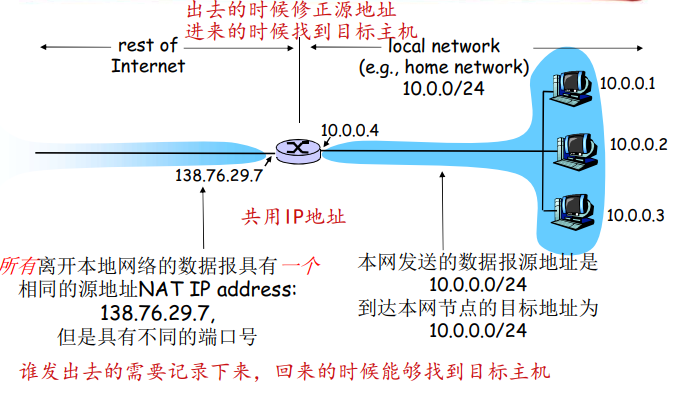 出去的时候修正源地址
进来的时候找到目标主机
rest of
Internet
local network
(e.g., home network)
10.0.0/24
10.0.0.1
10.0.0.4
10.0.0.2
138.76.29.7
10.0.0.3
共用IP地址
所有离开本地网络的数据报具有一个
相同的源地址NAT IP address:
138.76.29.7,
但是具有不同的端口号
本网发送的数据报源地址是
10.0.0.0/24
到达本网节点的目标地址为
10.0.0.0/24
谁发出去的需要记录下来，回来的时候能够找到目标主机